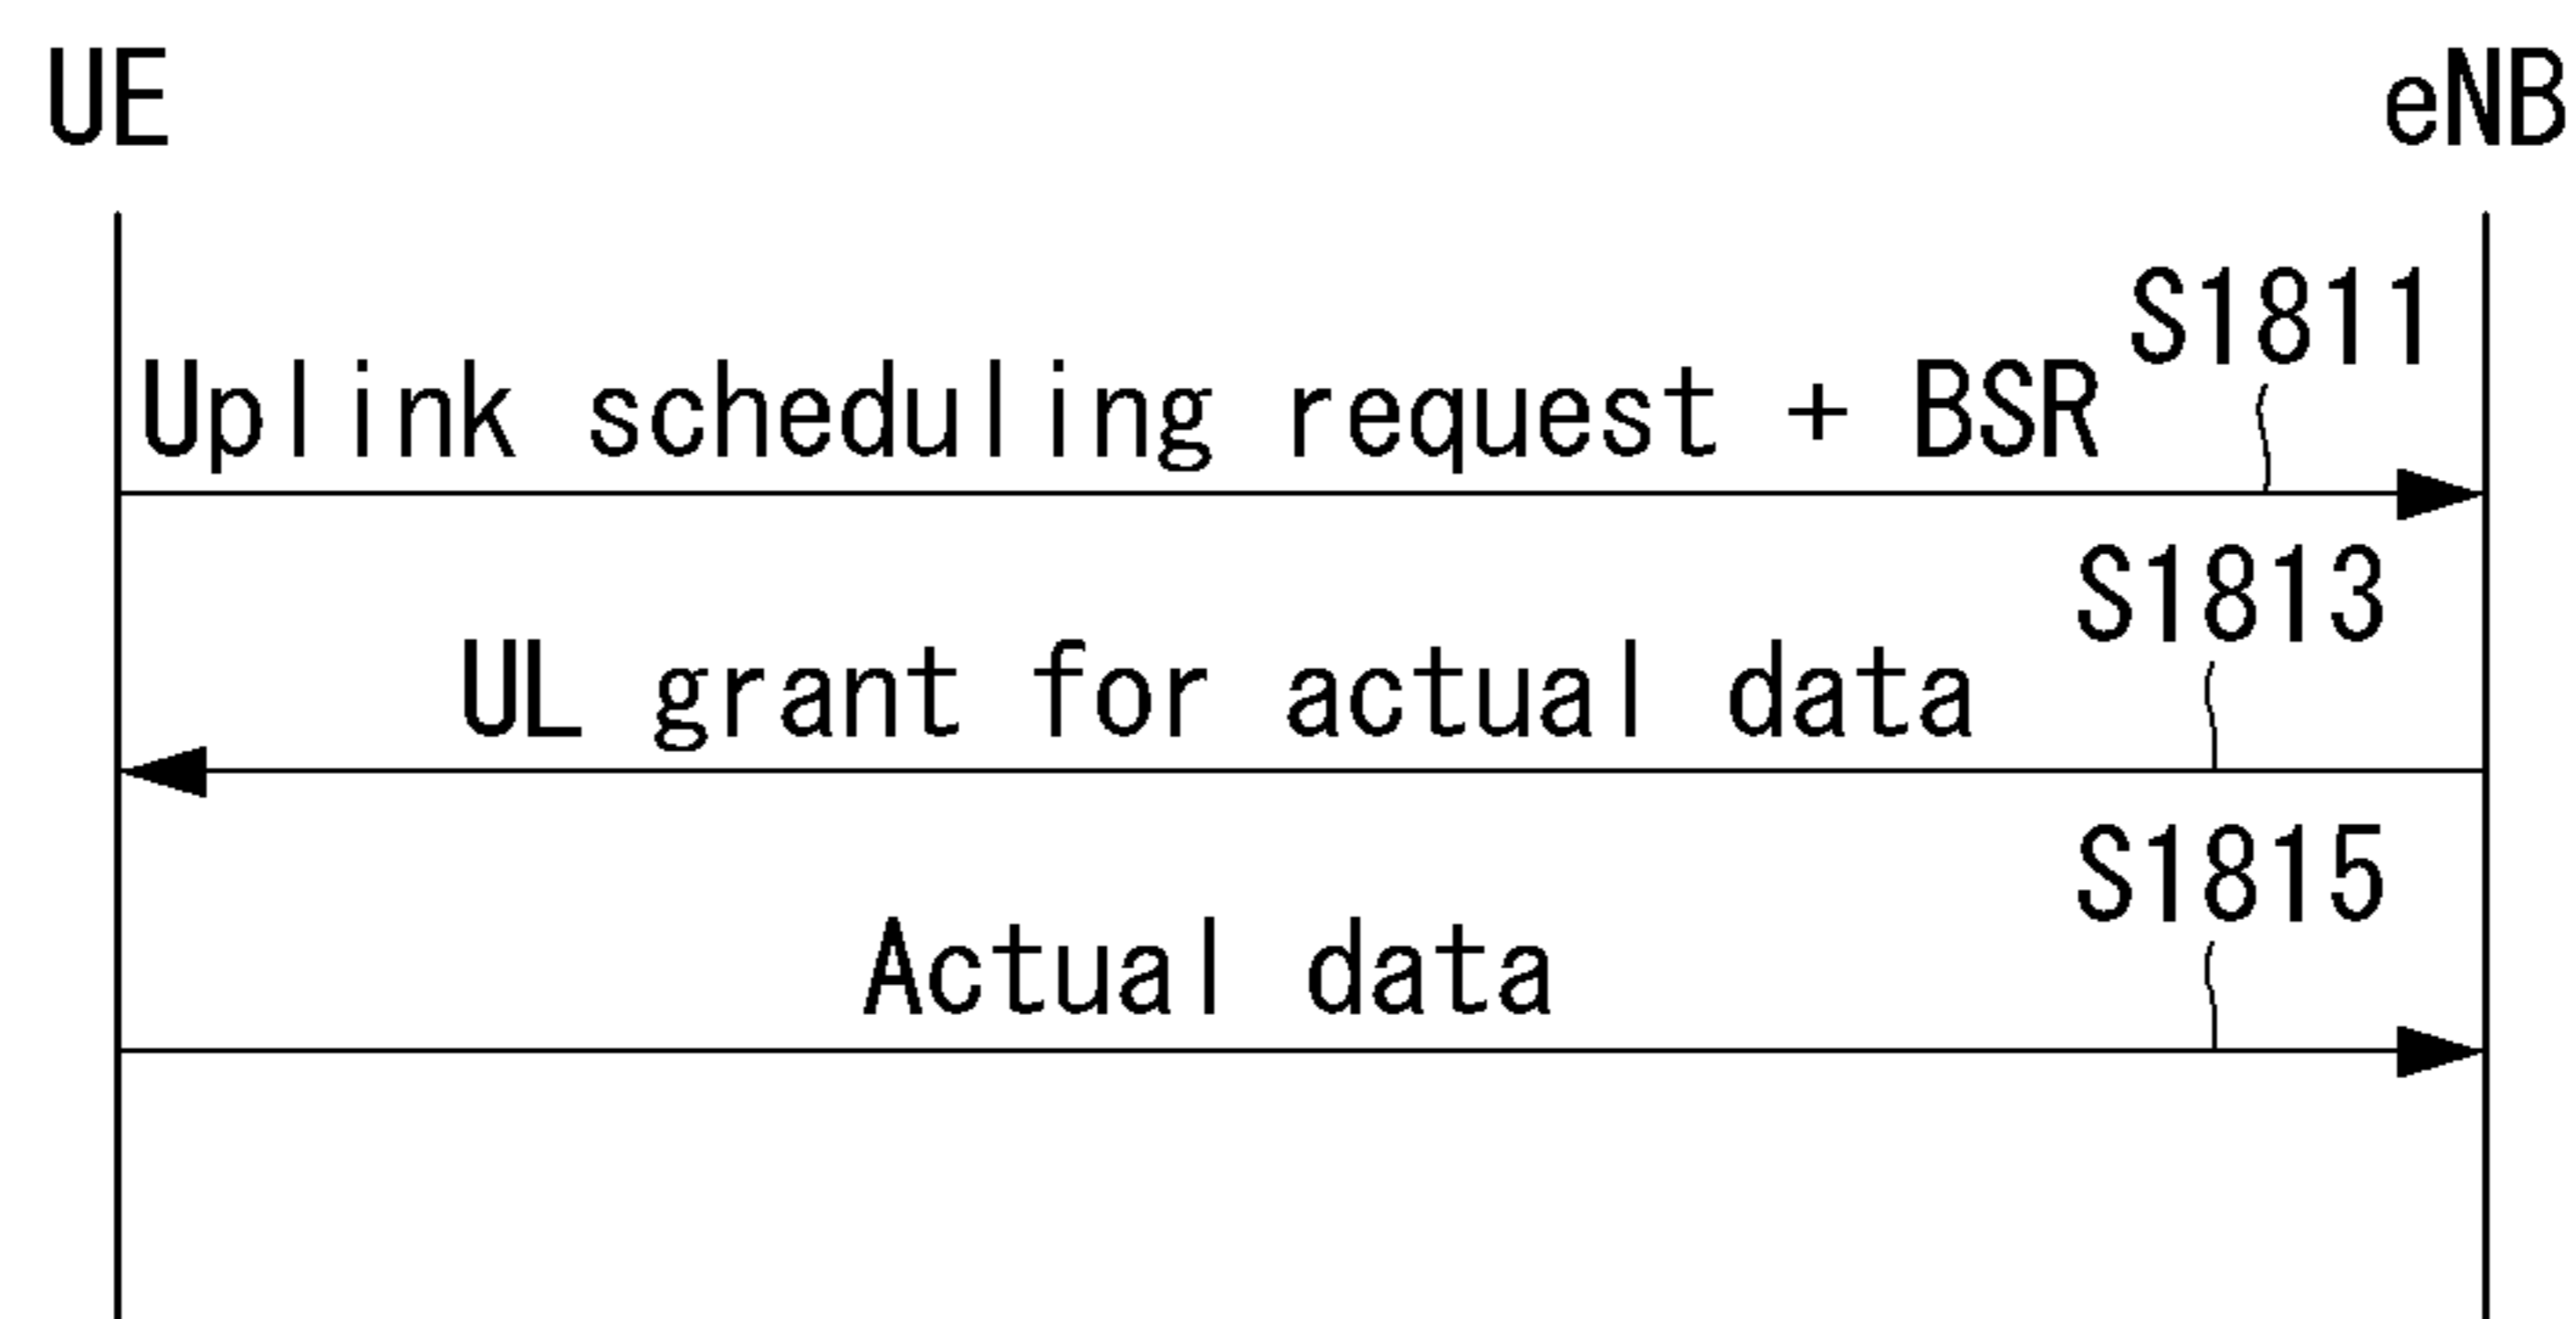 UE eNB
S1811
Uplink scheduling request + BSR
S1813
UL grant for actual data
S1815
Actual data